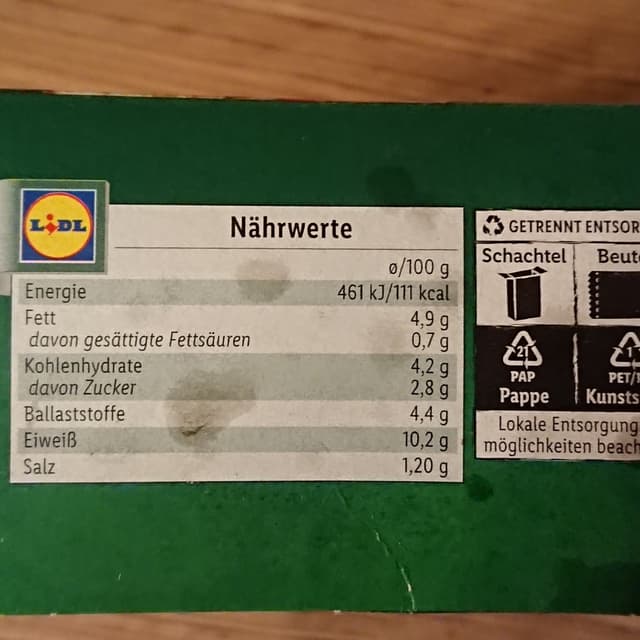 LIDL
Nährwerte
ø/100 g
Energie 461 kJ/111 kcal
Fett 4,9 g
davon gesättigte Fettsäuren 0,7 g
Kohlenhydrate 4,2 g
davon Zucker 2,8 g
Ballaststoffe 4,4 g
Eiweiß 10,2 g
Salz 1,20 g
GETRENNT ENTSOR
Schachtel Beut
21
PAP PET/
Pappe Kunsts
Lokale Entsorgung
möglichkeiten beach